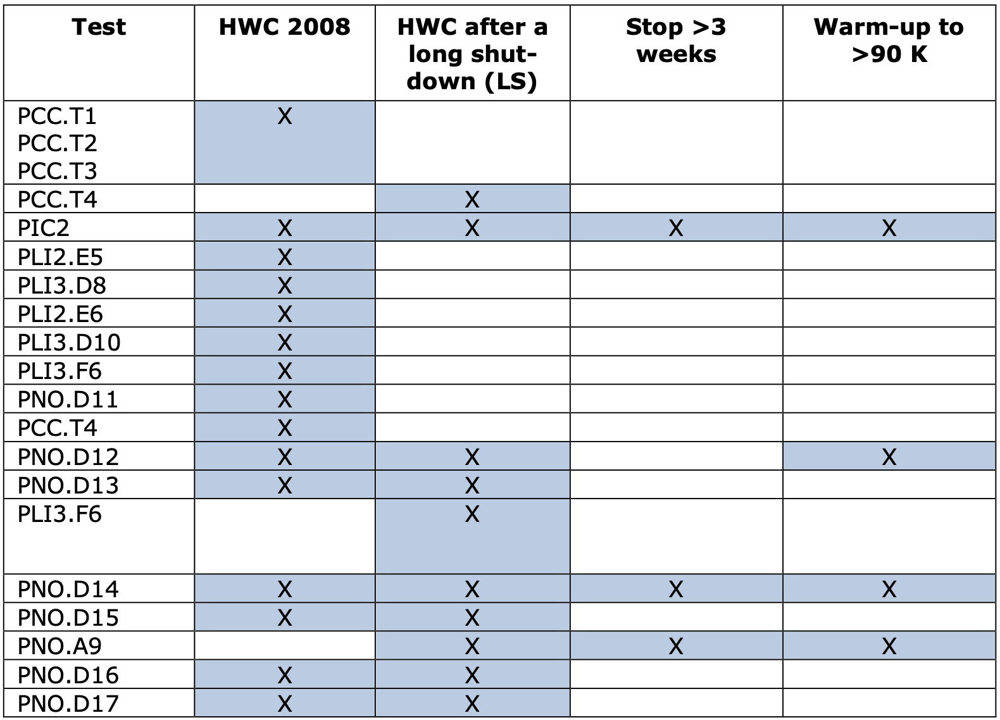 Test HWC 2008 HWC after a long shut-down (LS) Stop >3 weeks Warm-up to >90 K
PCC.T1 X
PCC.T2
PCC.T3
PCC.T4 X
PIC2 X X X X
PLI2.E5 X
PLI3.D8 X
PLI2.E6 X
PLI3.D10 X
PLI3.F6 X
PNO.D11 X
PCC.T4 X
PNO.D12 X X X
PNO.D13 X X
PLI3.F6 X
PNO.D14 X X X X
PNO.D15 X X
PNO.A9 X X X
PNO.D16 X X
PNO.D17 X X